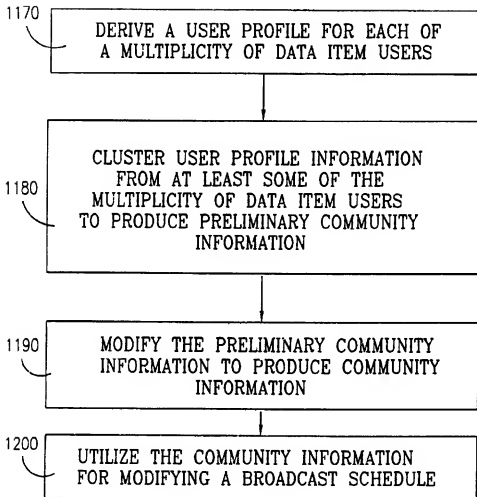 1170
DERIVE A USER PROFILE FOR EACH OF
A MULTIPLICITY OF DATA ITEM USERS
1180
CLUSTER USER PROFILE INFORMATION
FROM AT LEAST SOME OF THE
MULTIPLICITY OF DATA ITEM USERS
TO PRODUCE PRELIMINARY COMMUNITY
INFORMATION
1190
MODIFY THE PRELIMINARY COMMUNITY
INFORMATION TO PRODUCE COMMUNITY
INFORMATION
1200
UTILIZE THE COMMUNITY INFORMATION
FOR MODIFYING A BROADCAST SCHEDULE